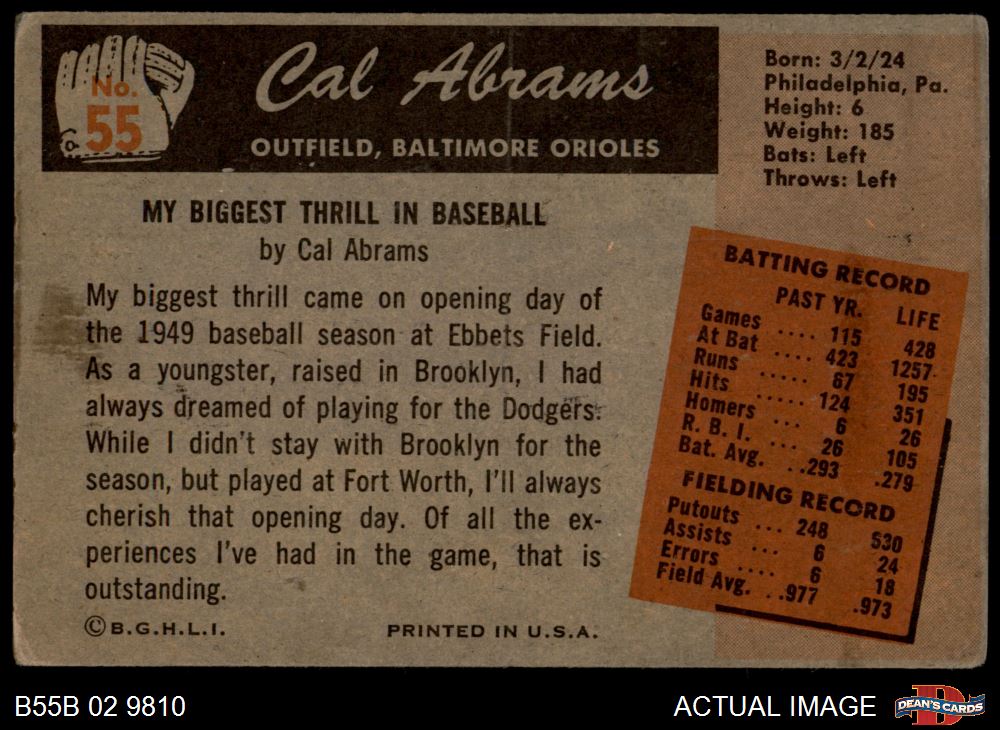 No.
55
Cal Abrams
OUTFIELD, BALTIMORE ORIOLES
Born: 3/2/24
Philadelphia, Pa.
Height: 6
Weight: 185
Bats: Left
Throws: Left
MY BIGGEST THRILL IN BASEBALL
by Cal Abrams
My biggest thrill came on opening day of
the 1949 baseball season at Ebbets Field.
As a youngster, raised in Brooklyn, I had
always dreamed of playing for the Dodgers.
While I didn't stay with Brooklyn for the
season, but played at Fort Worth, I'll always
cherish that opening day. Of all the ex-
periences I've had in the game, that is
outstanding.
©B.G.H.L.I. PRINTED IN U.S.A.
BATTING RECORD
PAST YR. LIFE
Games .... 115 428
At Bat .... 423 1257
Runs ..... 67 195
Hits ..... 124 351
Homers .... 6 26
R. B. I. ... 26 105
Bat. Avg. ..293 .279
FIELDING RECORD
Putouts ... 248 530
Assists ... 6 24
Errors .... 6 18
Field Avg. ..977 .973
B55B 02 9810 ACTUAL IMAGE DEAN'S CARDS